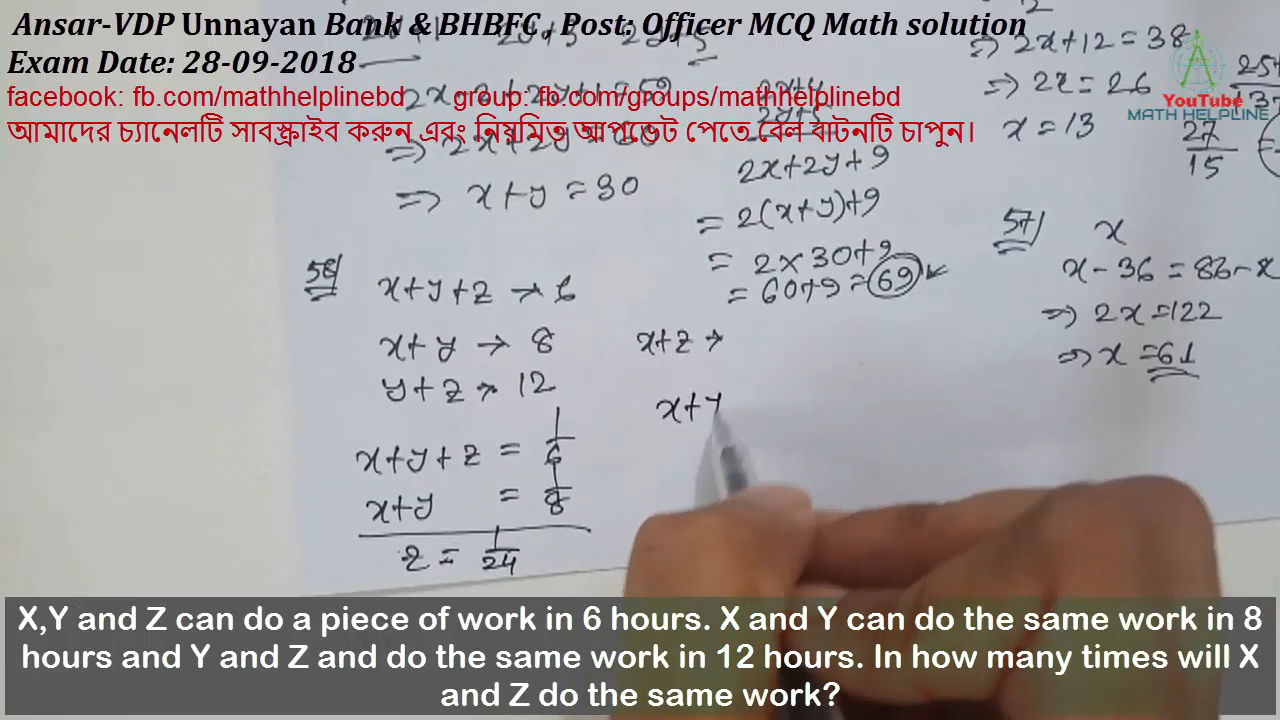 Ansar-VDP Unnayan Bank & BHBFC, Post: Officer MCQ Math solution
Exam Date: 28-09-2018
facebook: fb.com/mathhelplinebd group: fb.com/groups/mathhelplinebd
আমাদের চ্যানেলটি সাবস্ক্রাইব করুন এবং নিয়মিত আপডেট পেতে বেল বাটনটি চাপুন।
YouTube
MATH HELPLINE
⇒ x+y = 30
2x+2y+9
= 2(x+y)+9
= 2×30+9
= 60+9 = 69
⇒ 2x+12 = 38
⇒ 2x = 26
x = 13
27
15
57/
x
x-36 = 86-x
⇒ 2x = 122
⇒ x = 61
58/
x+y+z → 6
x+y → 8
y+z → 12
x+y+z = 1/6
x+y = 1/8
z = 1/24
x+z →
x+y
X,Y and Z can do a piece of work in 6 hours. X and Y can do the same work in 8
hours and Y and Z and do the same work in 12 hours. In how many times will X
and Z do the same work?